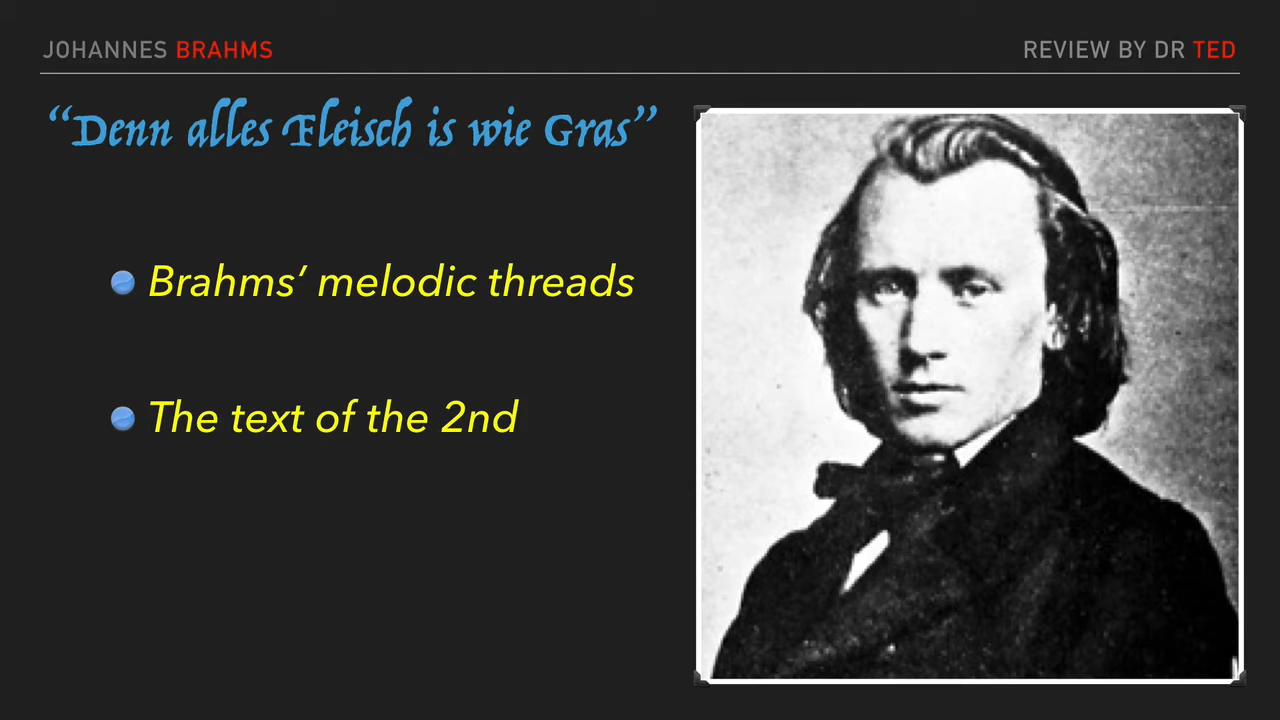 JOHANNES BRAHMS
REVIEW BY DR TED
“Denn alles Fleisch is wie Gras”
Brahms’ melodic threads
The text of the 2nd